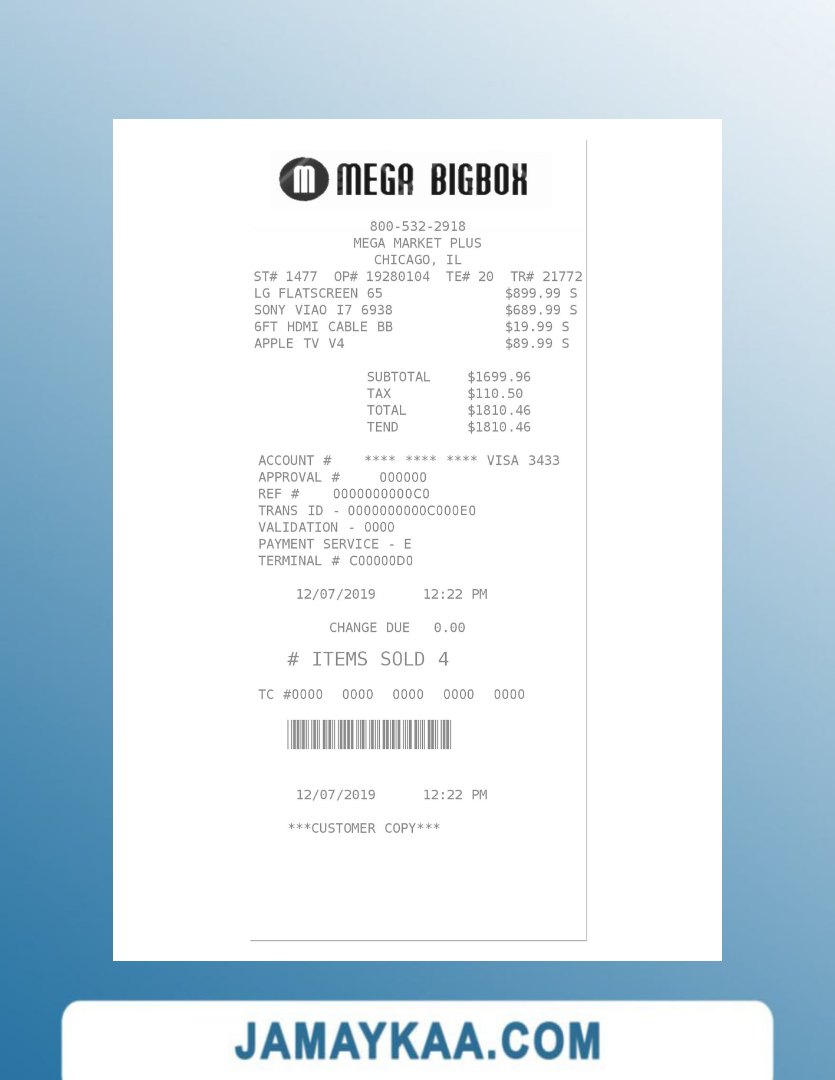 M MEGA BIGBOX
800-532-2918
MEGA MARKET PLUS
CHICAGO, IL
ST# 1477 OP# 19280104 TE# 20 TR# 21772
LG FLATSCREEN 65 $899.99 S
SONY VIAO I7 6938 $689.99 S
6FT HDMI CABLE BB $19.99 S
APPLE TV V4 $89.99 S
SUBTOTAL $1699.96
TAX $110.50
TOTAL $1810.46
TEND $1810.46
ACCOUNT # **** **** **** VISA 3433
APPROVAL # 000000
REF # 0000000000C0
TRANS ID - 0000000000C000E0
VALIDATION - 0000
PAYMENT SERVICE - E
TERMINAL # C00000D0
12/07/2019 12:22 PM
CHANGE DUE 0.00
# ITEMS SOLD 4
TC #0000 0000 0000 0000 0000
12/07/2019 12:22 PM
***CUSTOMER COPY***
JAMAYKAA.COM